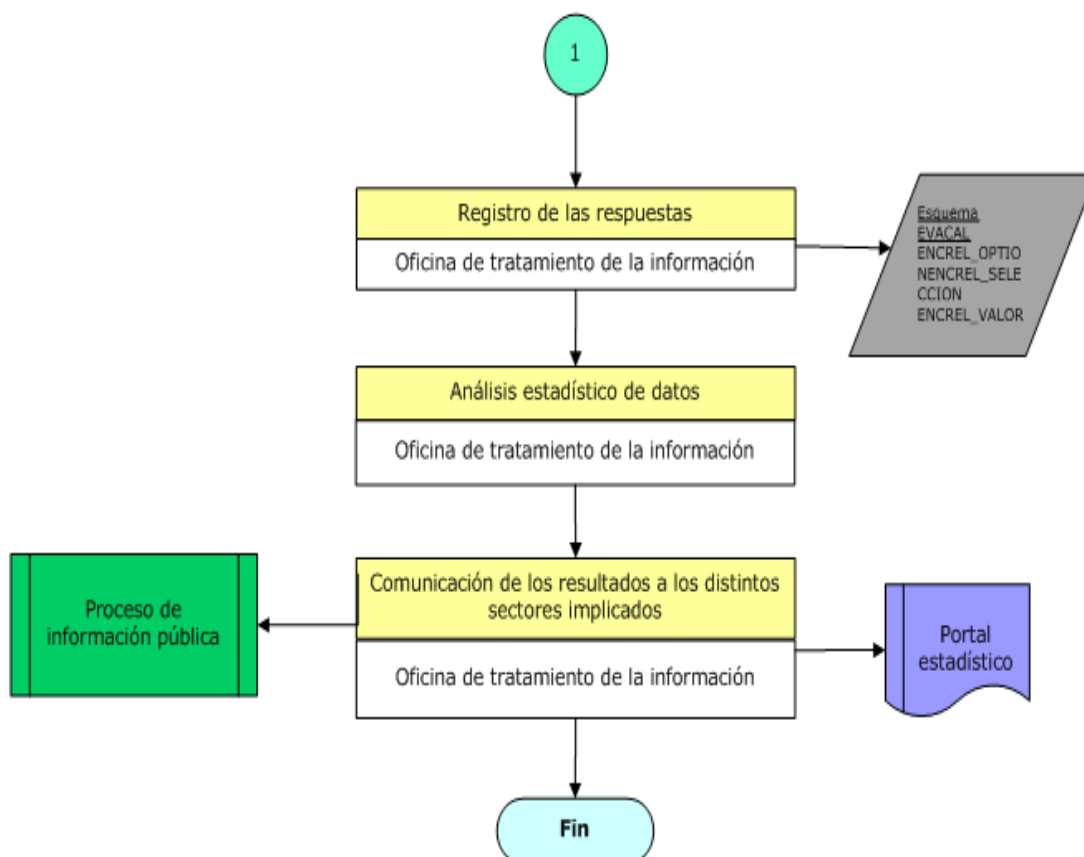 1
Registro de las respuestas
Oficina de tratamiento de la información
Esquema
EVACAL
ENCREL_OPTIO
NENCREL_SELE
CCION
ENCREL_VALOR
Análisis estadístico de datos
Oficina de tratamiento de la información
Comunicación de los resultados a los distintos
sectores implicados
Oficina de tratamiento de la información
Proceso de
información pública
Portal
estadístico
Fin